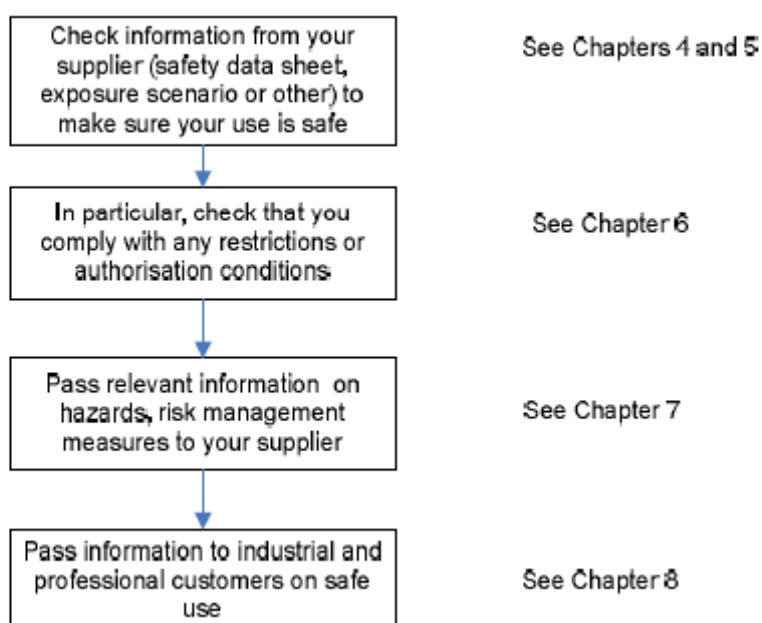 Check information from your
supplier (safety data sheet,
exposure scenario or other) to
make sure your use is safe
See Chapters 4 and 5
In particular, check that you
comply with any restrictions or
authorisation conditions
See Chapter 6
Pass relevant information on
hazards, risk management
measures to your supplier
See Chapter 7
Pass information to industrial and
professional customers on safe
use
See Chapter 8